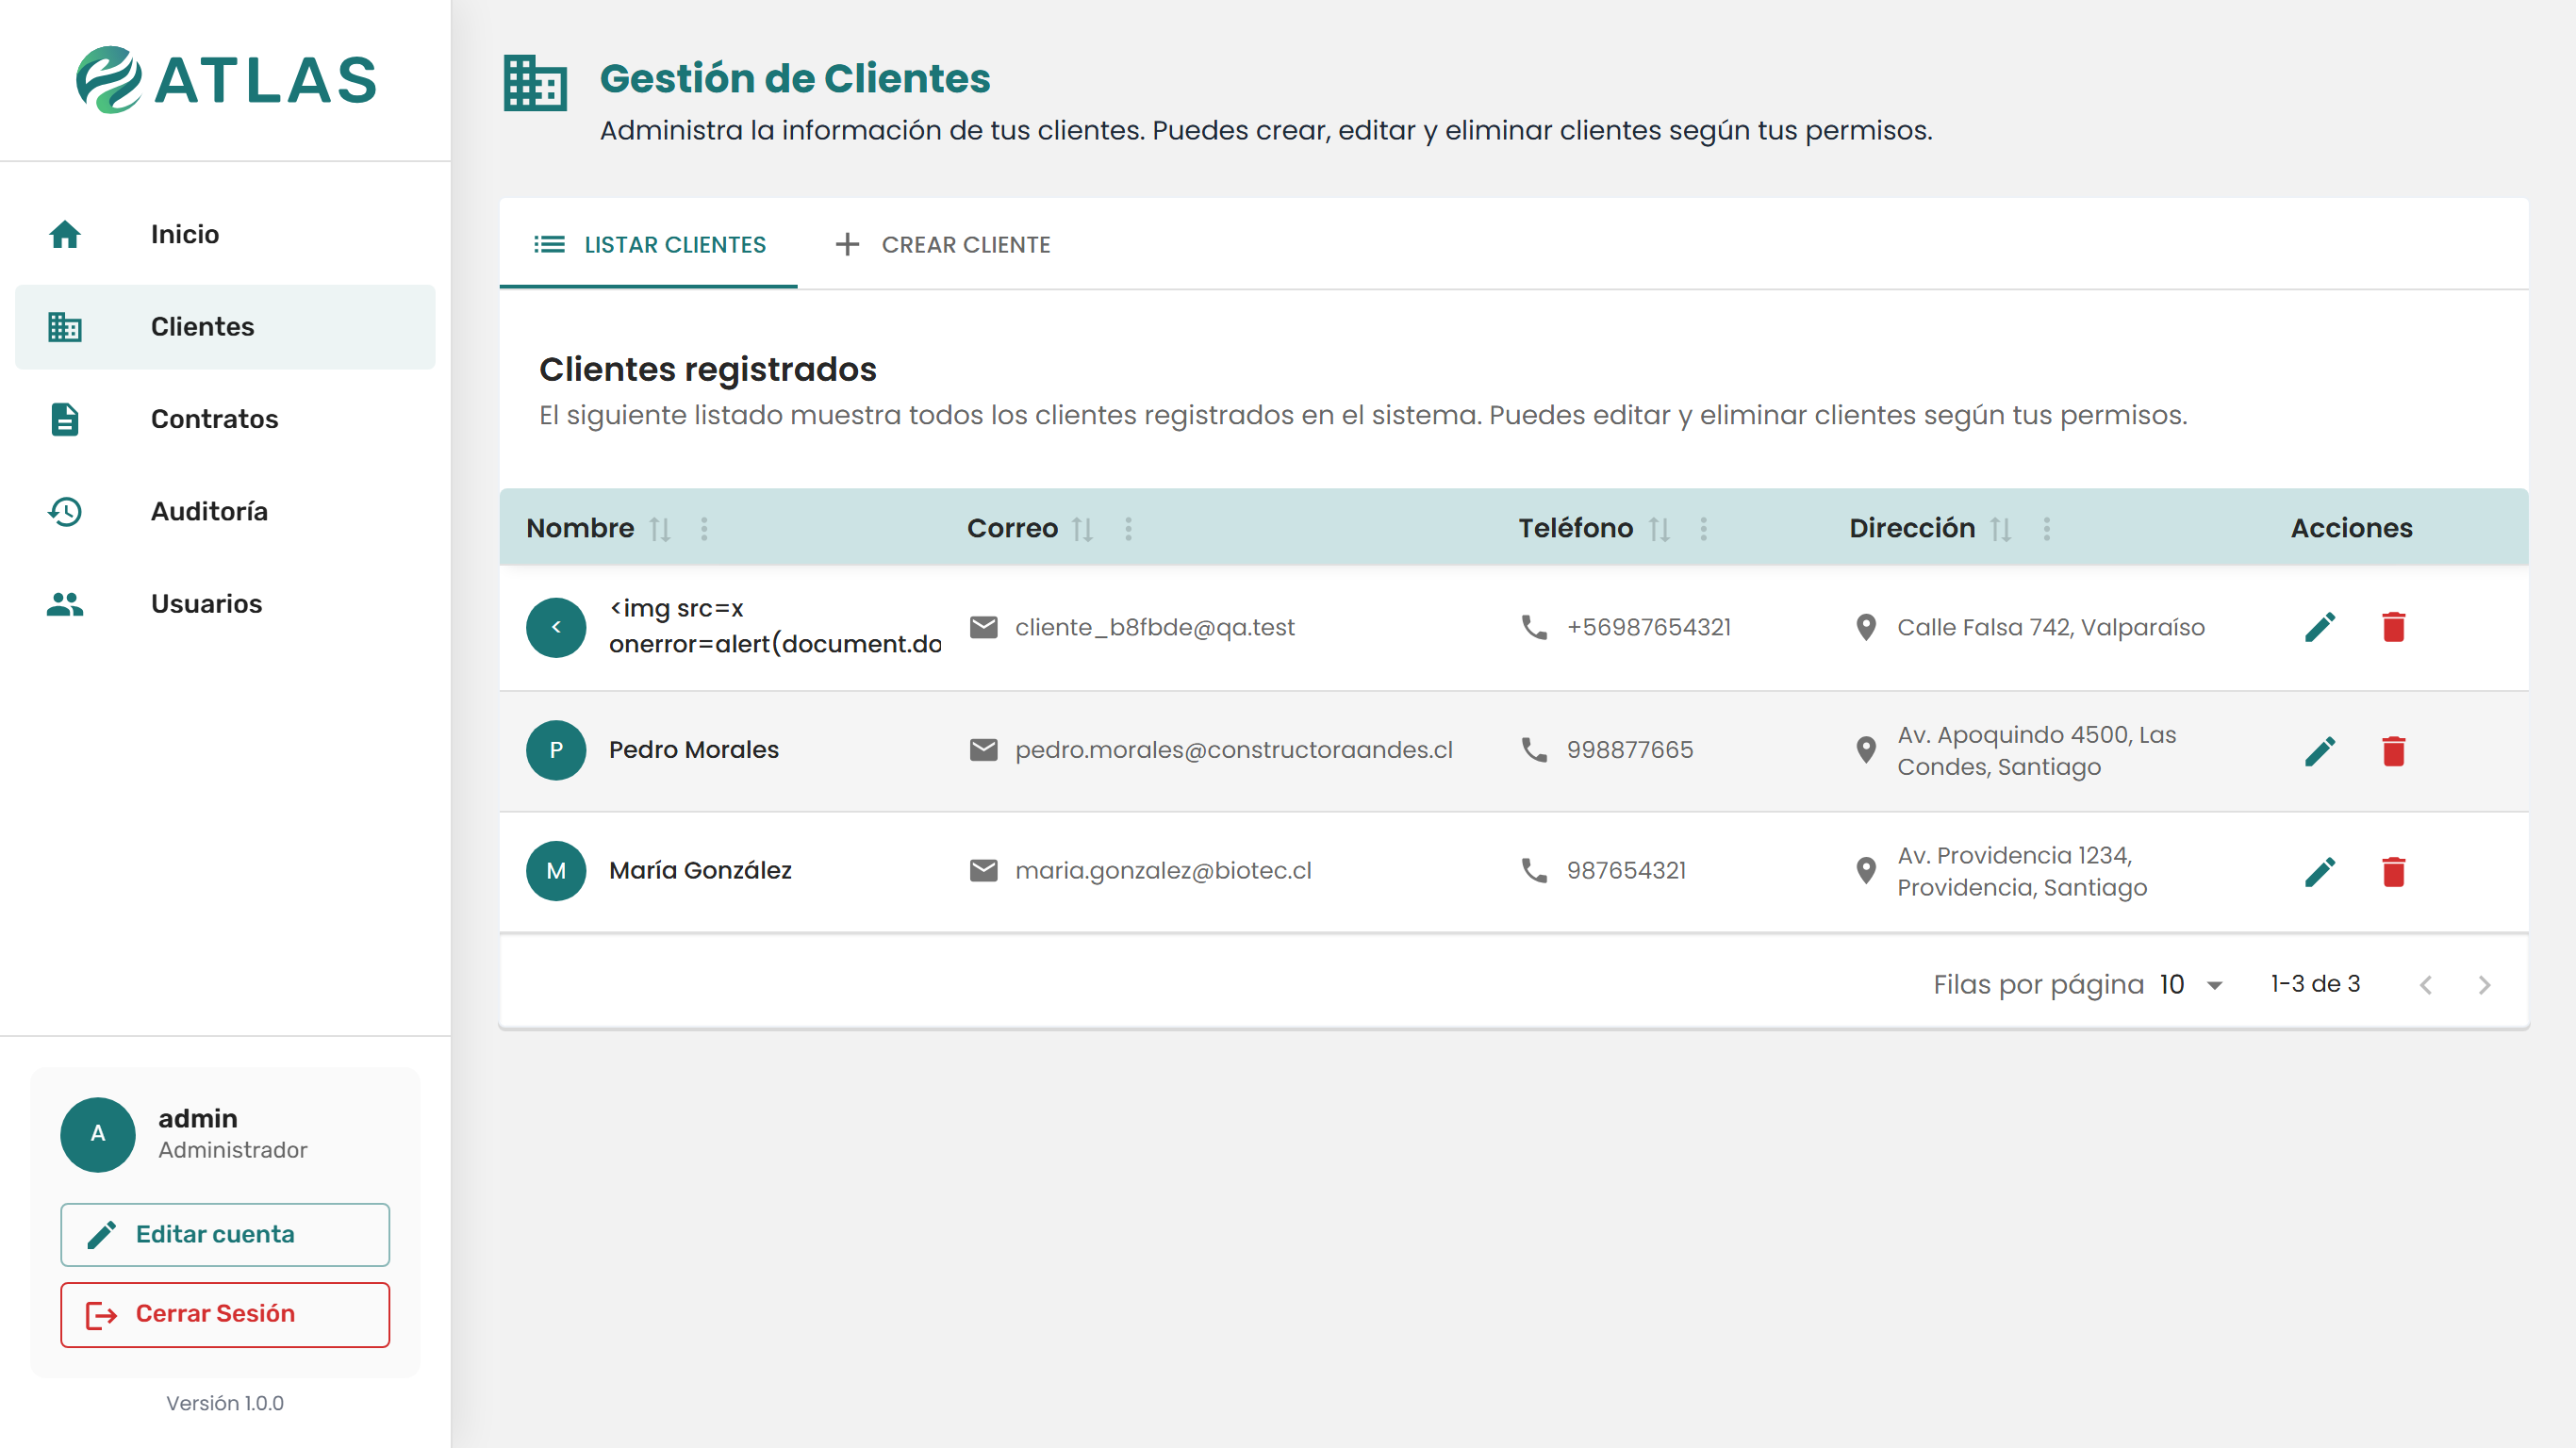 ATLAS
Inicio
Clientes
Contratos
Auditoría
Usuarios
A
admin
Administrador
Editar cuenta
Cerrar Sesión
Versión 1.0.0
Gestión de Clientes
Administra la información de tus clientes. Puedes crear, editar y eliminar clientes según tus permisos.
LISTAR CLIENTES
CREAR CLIENTE
Clientes registrados
El siguiente listado muestra todos los clientes registrados en el sistema. Puedes editar y eliminar clientes según tus permisos.
Nombre Correo Teléfono Dirección Acciones
< <img src=x
onerror=alert(document.do cliente_b8fbde@qa.test +56987654321 Calle Falsa 742, Valparaíso
P Pedro Morales pedro.morales@constructoraandes.cl 998877665 Av. Apoquindo 4500, Las
Condes, Santiago
M María González maria.gonzalez@biotec.cl 987654321 Av. Providencia 1234,
Providencia, Santiago
Filas por página 10 1-3 de 3